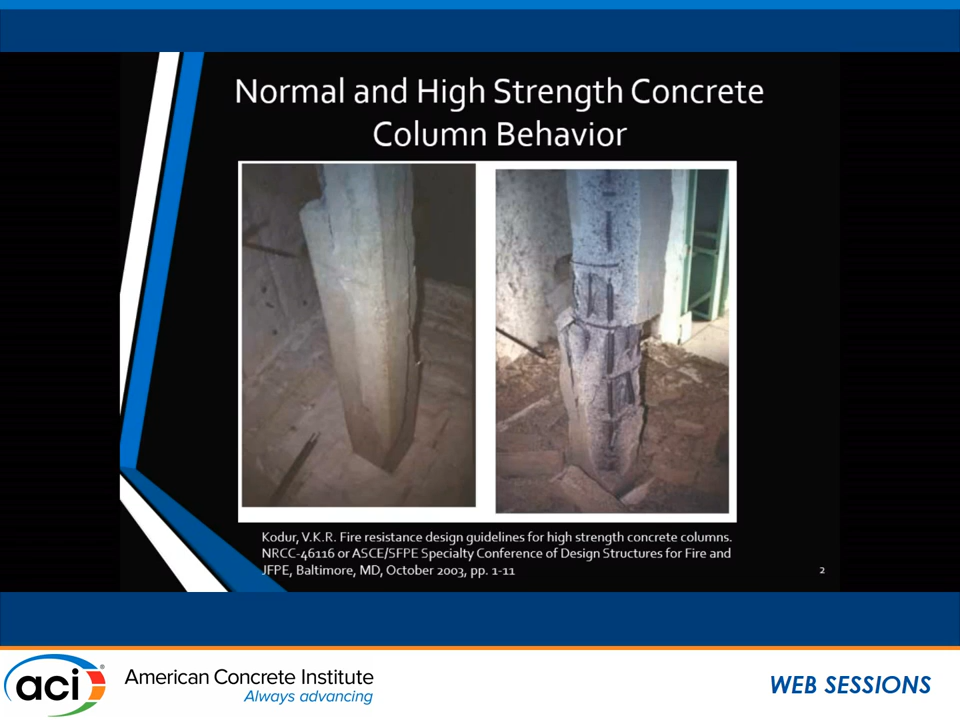 Normal and High Strength Concrete
Column Behavior
Kodur, V.K.R. Fire resistance design guidelines for high strength concrete columns.
NRCC-46116 or ASCE/SFPE Specialty Conference of Design Structures for Fire and
JFPE, Baltimore, MD, October 2003, pp. 1-11
2
aci®
American Concrete Institute
Always advancing
WEB SESSIONS